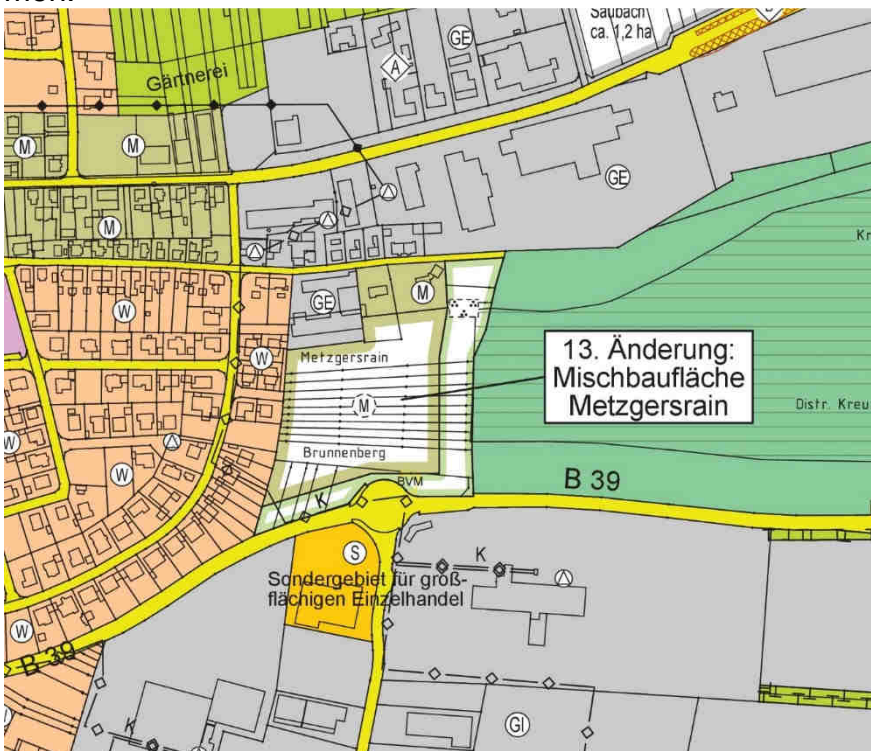 Saubach
ca. 1,2 ha
GE
A
Gärtnerei
M
M
GE
M
Kr
W
GE
M
W
Metzgersrain
13. Änderung:
Mischbaufläche
Metzgersrain
M
Distr. Kreu
W
W
Brunnenberg
BVM
B 39
K
S
K
Sondergebiet für groß-
flächigen Einzelhandel
W
B 39
K
GI